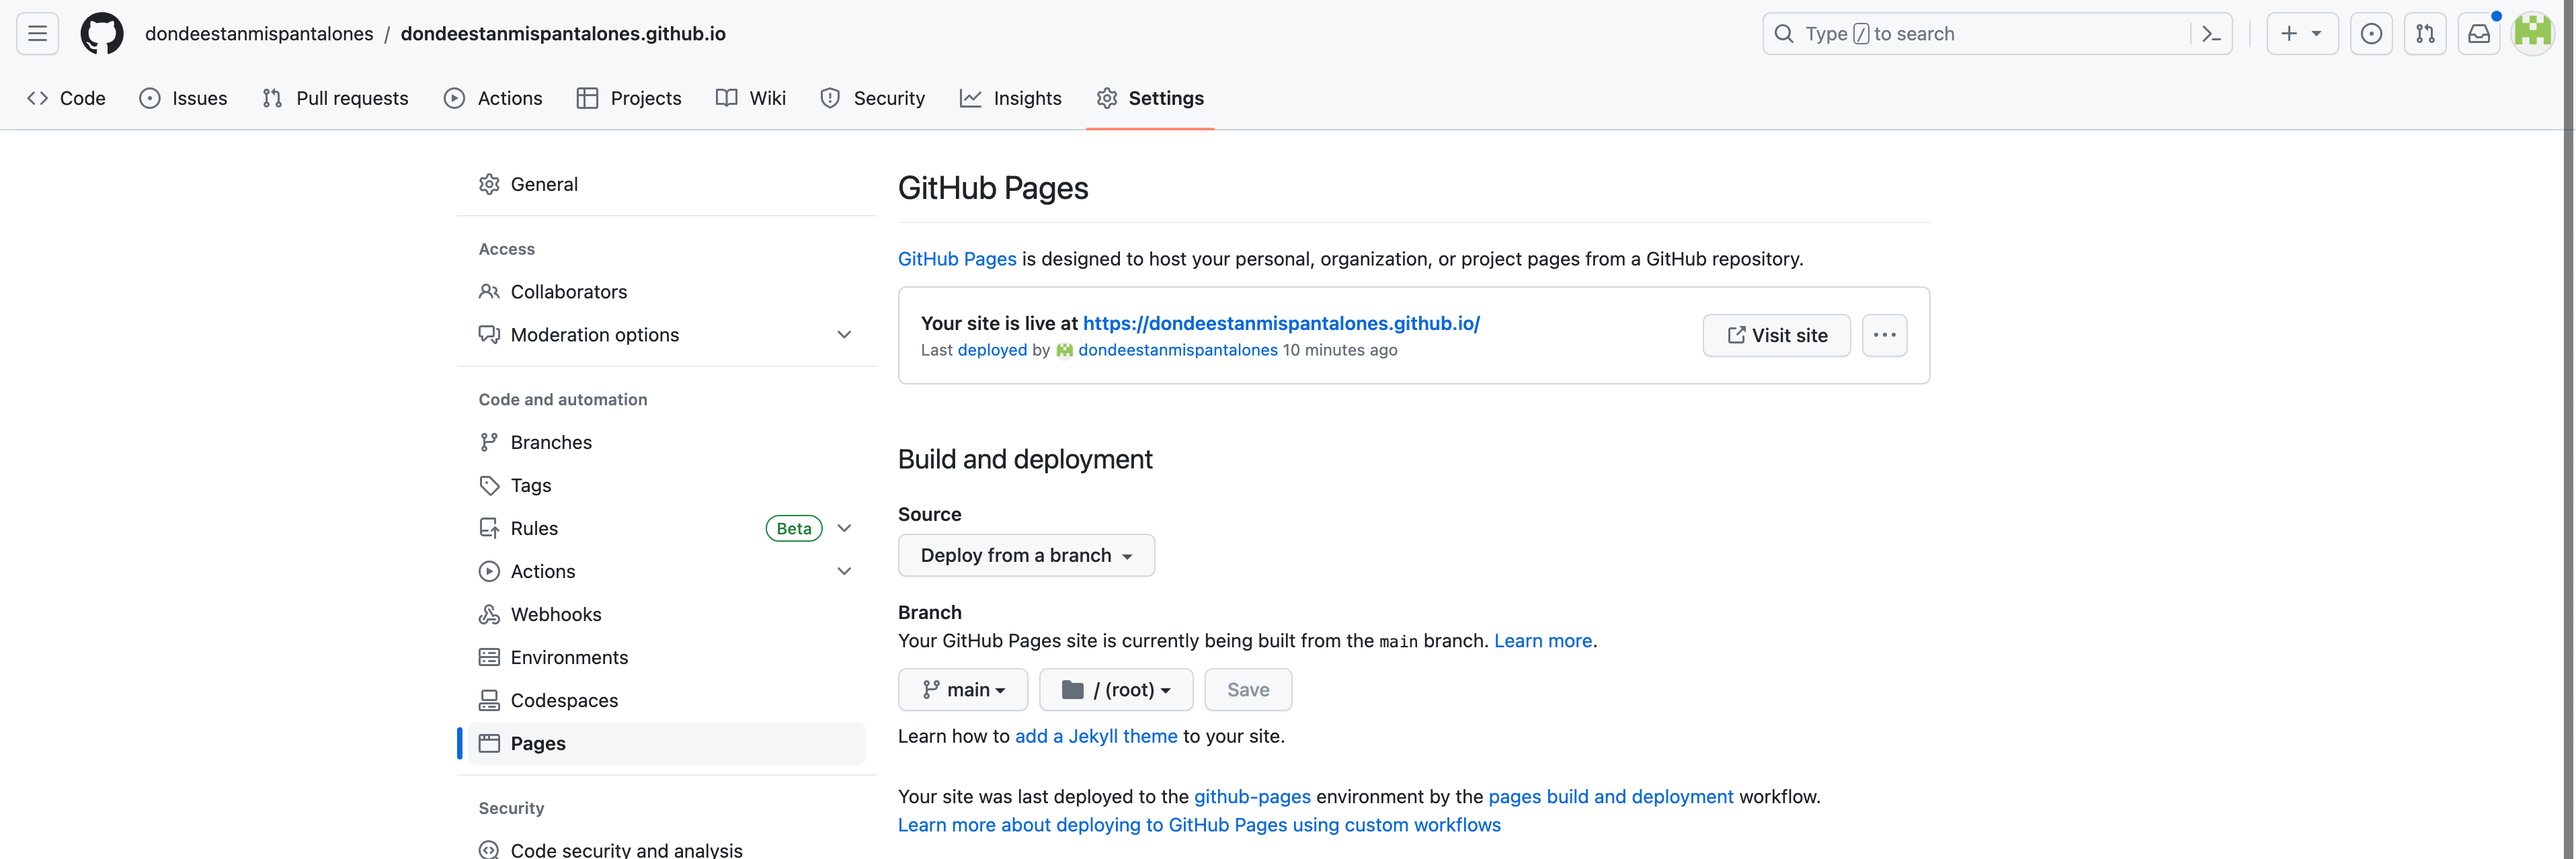 dondeestanmispantalones / dondeestanmispantalones.github.io
Type / to search
Code Issues Pull requests Actions Projects Wiki Security Insights Settings
General
Access
Collaborators
Moderation options
Code and automation
Branches
Tags
Rules Beta
Actions
Webhooks
Environments
Codespaces
Pages
Security
Code security and analysis
GitHub Pages
GitHub Pages is designed to host your personal, organization, or project pages from a GitHub repository.
Your site is live at https://dondeestanmispantalones.github.io/
Last deployed by dondeestanmispantalones 10 minutes ago
Visit site
Build and deployment
Source
Deploy from a branch
Branch
Your GitHub Pages site is currently being built from the main branch. Learn more.
main / (root) Save
Learn how to add a Jekyll theme to your site.
Your site was last deployed to the github-pages environment by the pages build and deployment workflow.
Learn more about deploying to GitHub Pages using custom workflows